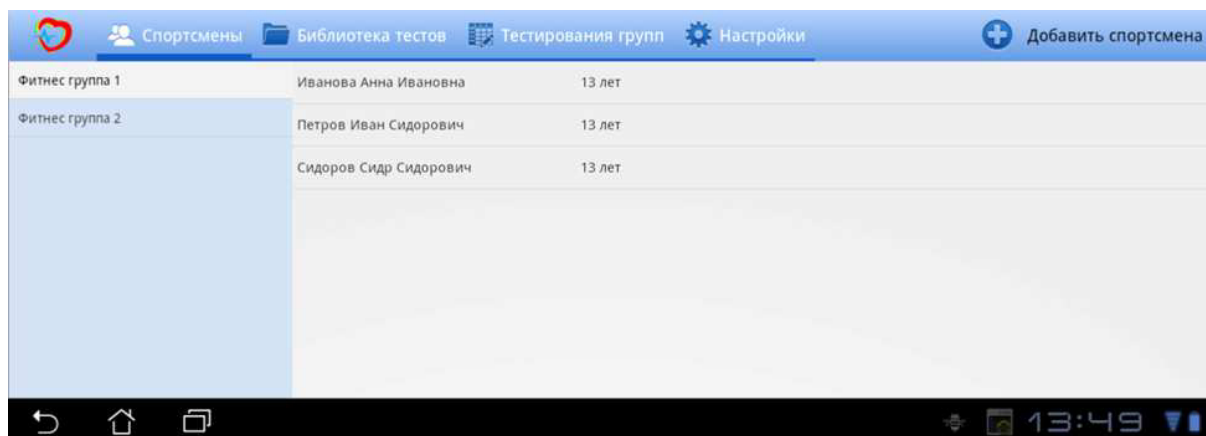 Спортсмены Библиотека тестов Тестирования групп Настройки Добавить спортсмена
Фитнес группа 1
Фитнес группа 2
Иванова Анна Ивановна 13 лет
Петров Иван Сидорович 13 лет
Сидоров Сидр Сидорович 13 лет
13:49